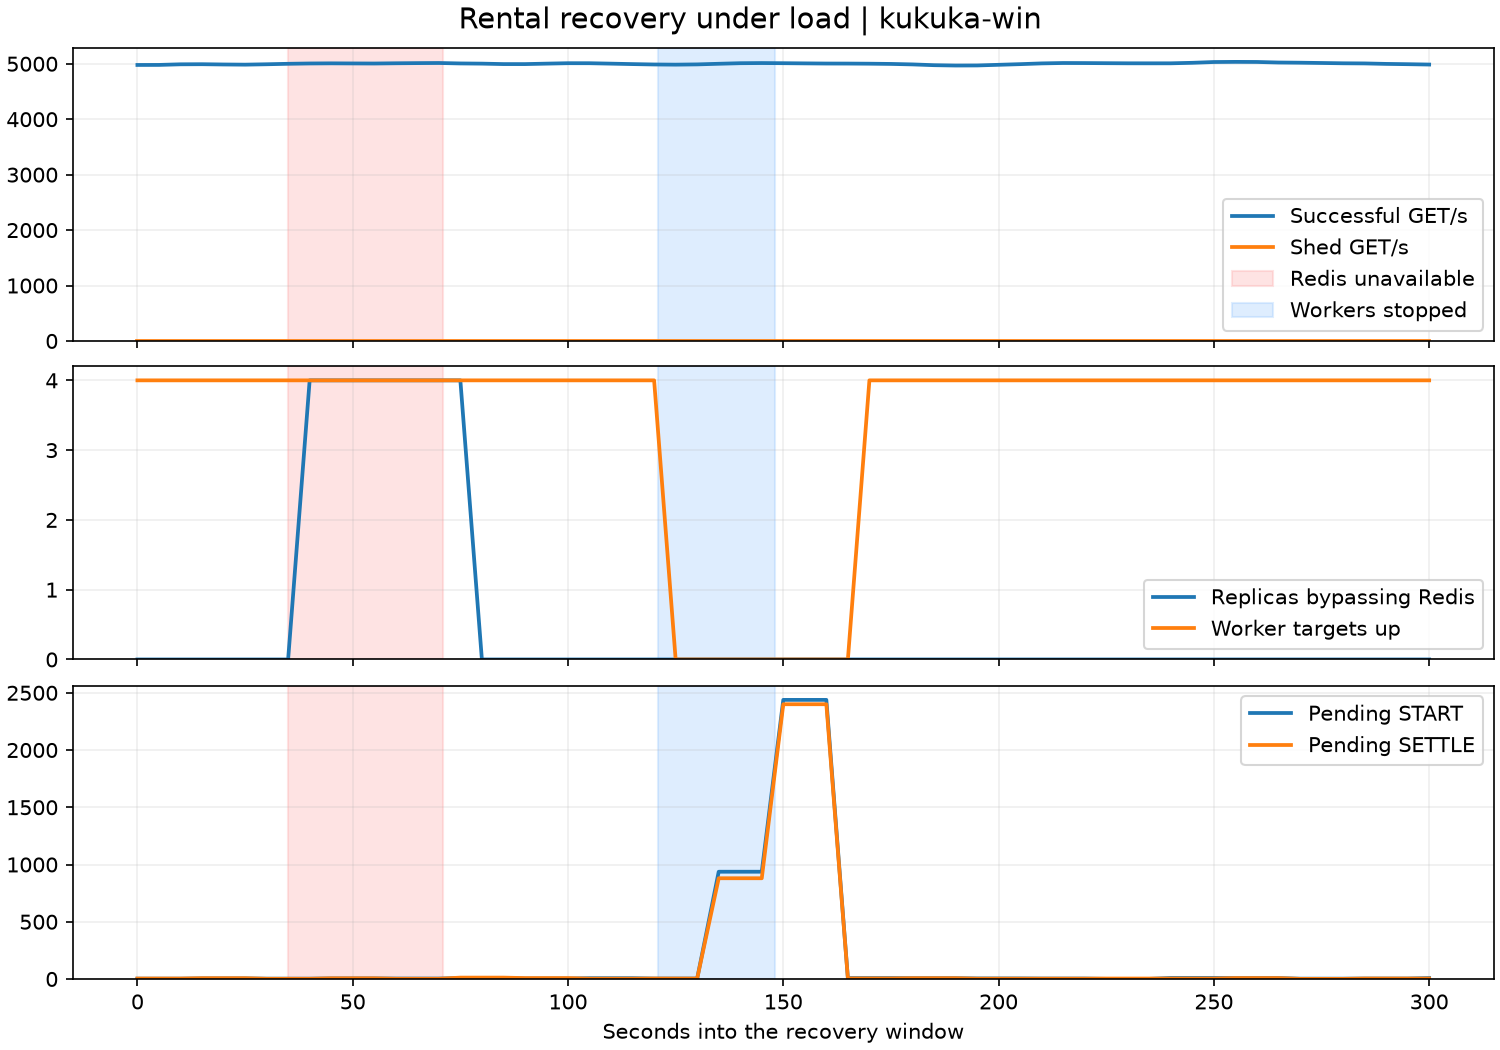 Rental recovery under load | kukuka-win
5000
4000
3000
2000
1000
0
Successful GET/s
Shed GET/s
Redis unavailable
Workers stopped
4
3
2
1
0
Replicas bypassing Redis
Worker targets up
2500
2000
1500
1000
500
0
Pending START
Pending SETTLE
0 50 100 150 200 250 300
Seconds into the recovery window